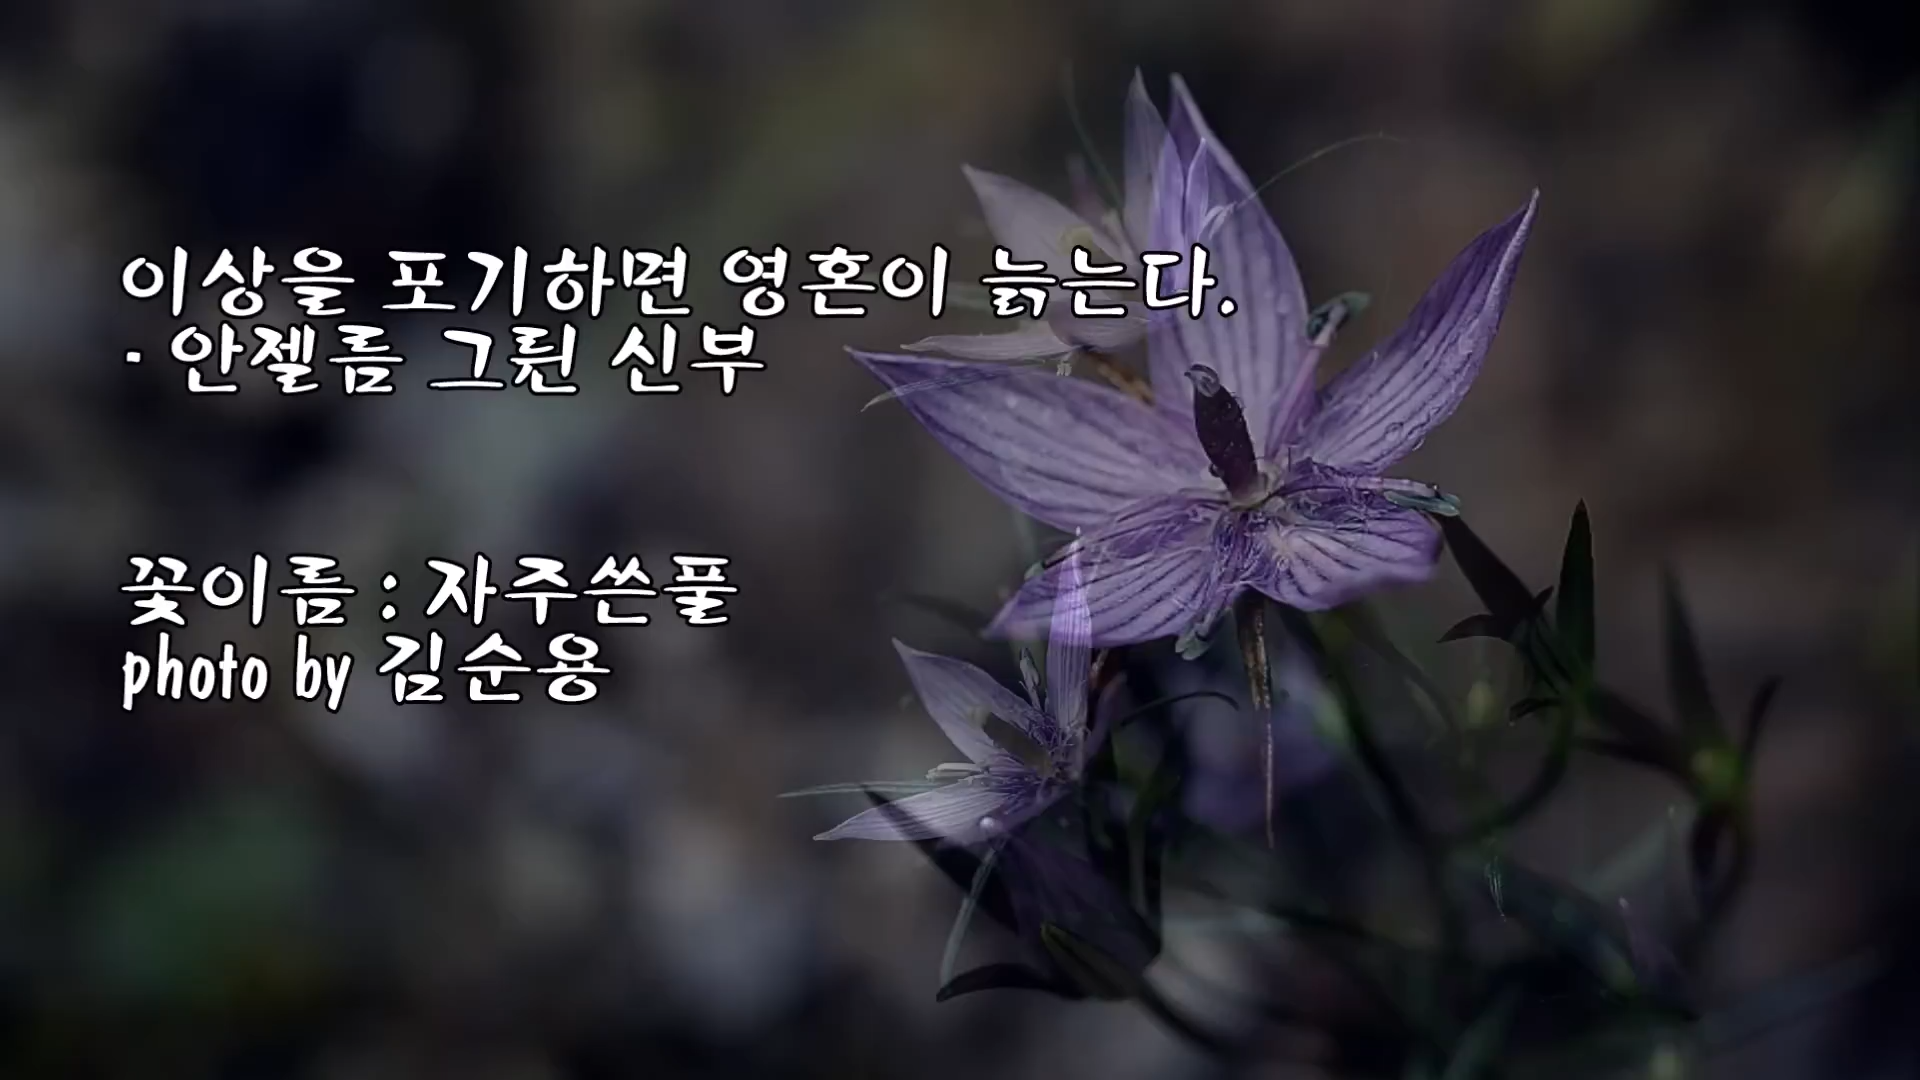 이상을 포기하면 영혼이 늙는다.
- 안젤름 그륀 신부
꽃이름 : 자주쓴풀
photo by 김순용